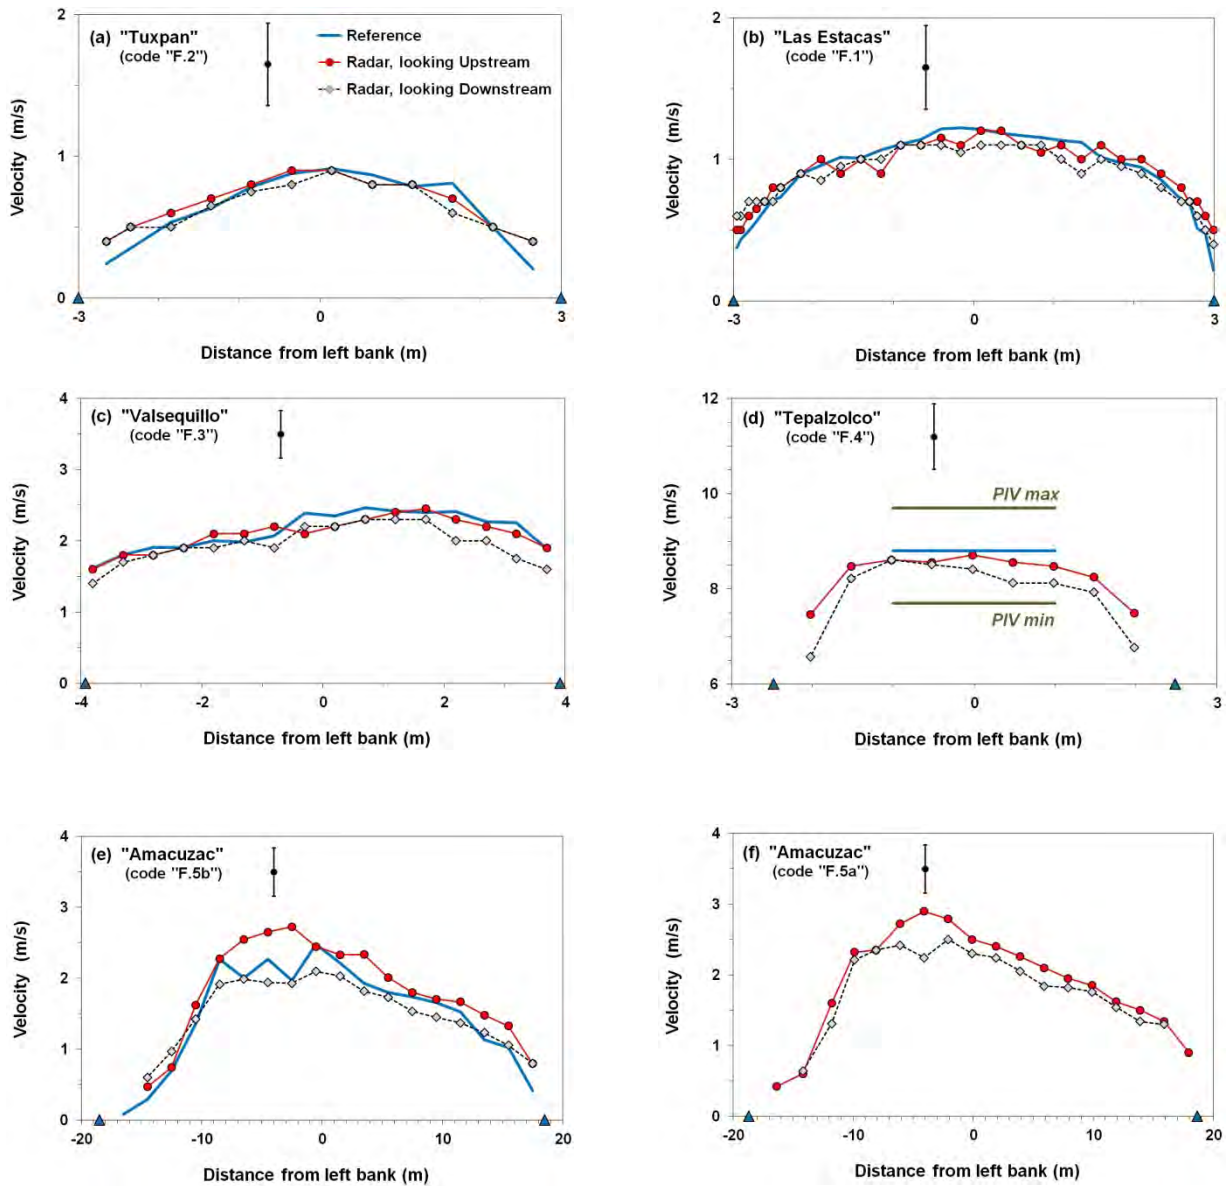 (a) "Tuxpan"
(code "F.2")
Reference
Radar, looking Upstream
Radar, looking Downstream
Velocity (m/s)
2
1
0
-3
0
3
Distance from left bank (m)
(b) "Las Estacas"
(code "F.1")
Velocity (m/s)
2
1
0
-3
0
3
Distance from left bank (m)
(c) "Valsequillo"
(code "F.3")
Velocity (m/s)
4
3
2
1
0
-4
-2
0
2
4
Distance from left bank (m)
(d) "Tepalzolco"
(code "F.4")
PIV max
PIV min
Velocity (m/s)
12
10
8
6
-3
0
3
Distance from left bank (m)
(e) "Amacuzac"
(code "F.5b")
Velocity (m/s)
4
3
2
1
0
-20
-10
0
10
20
Distance from left bank (m)
(f) "Amacuzac"
(code "F.5a")
Velocity (m/s)
4
3
2
1
0
-20
-10
0
10
20
Distance from left bank (m)